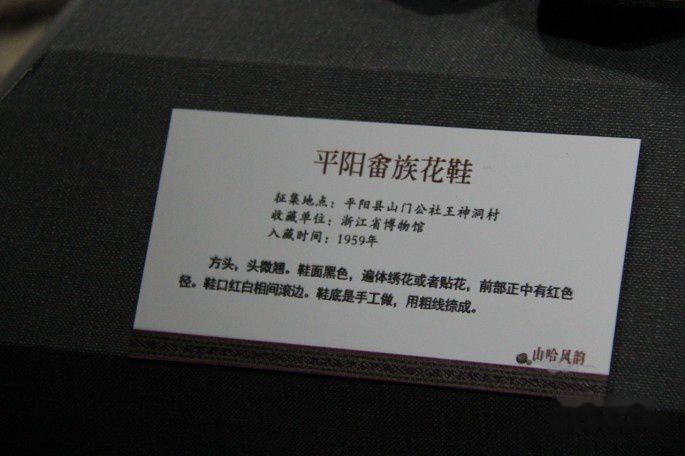 平阳畲族花鞋
征集地点：平阳县山门公社王神洞村
收藏单位：浙江省博物馆
入藏时间：1959年
方头，头微翘。鞋面黑色，遍体绣花或者贴花，前部正中有红色
径。鞋口红白相间滚边。鞋底是手工做，用粗线捺成。
山哈风韵